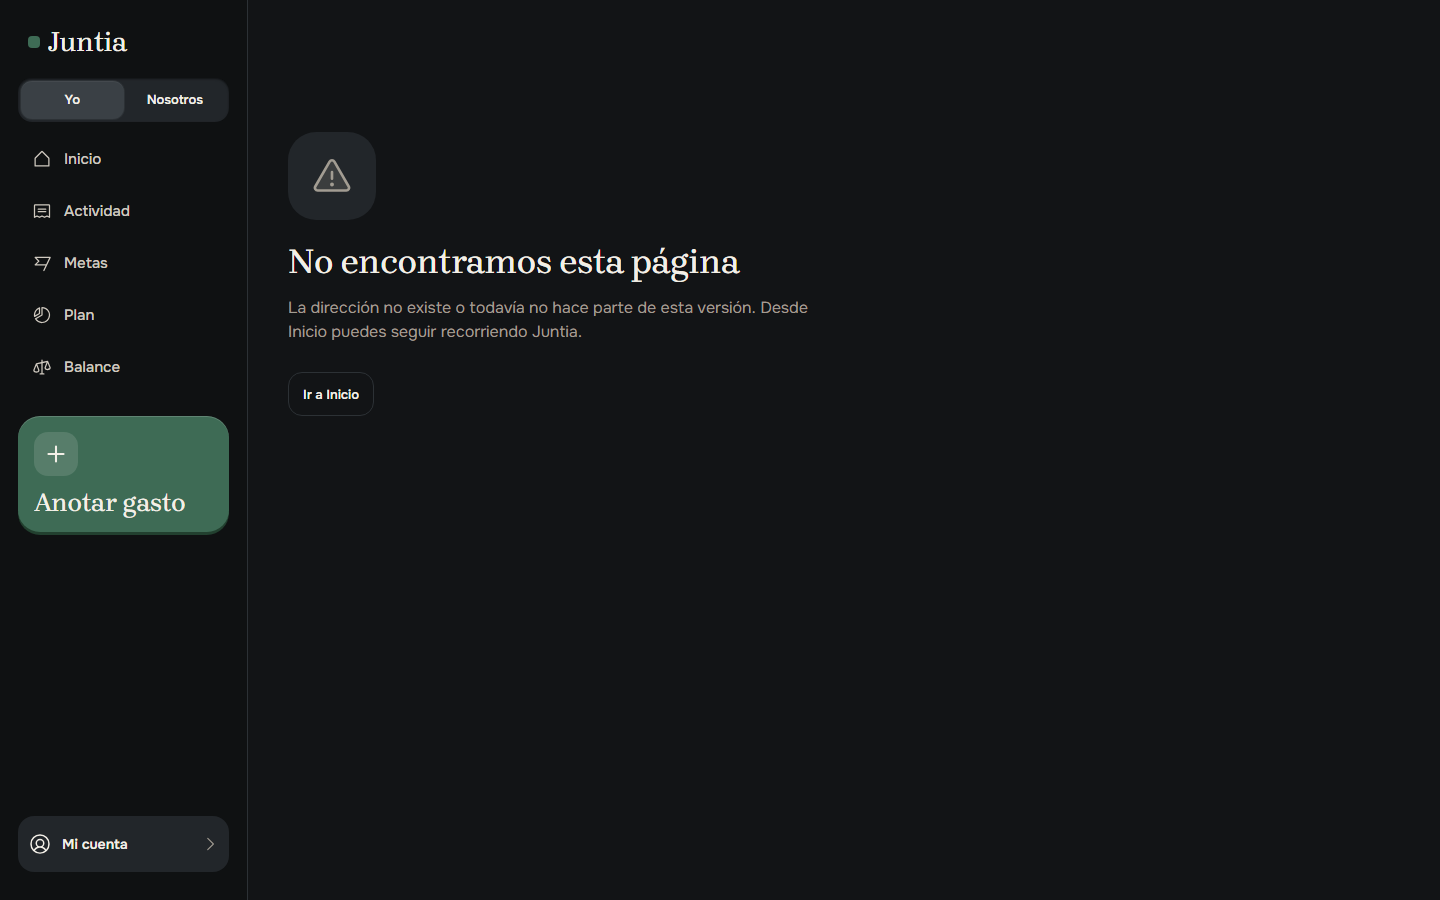 Juntia
Yo
Nosotros
Inicio
Actividad
Metas
Plan
Balance
Anotar gasto
Mi cuenta
No encontramos esta página
La dirección no existe o todavía no hace parte de esta versión. Desde
Inicio puedes seguir recorriendo Juntia.
Ir a Inicio